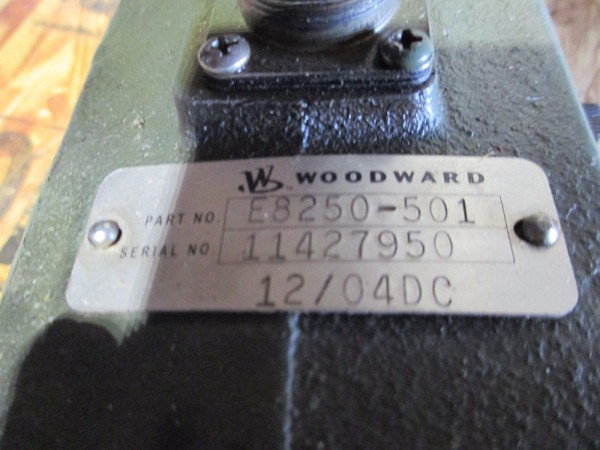 WOODWARD
PART NO. E8250-501
SERIAL NO 11427950
12/04DC